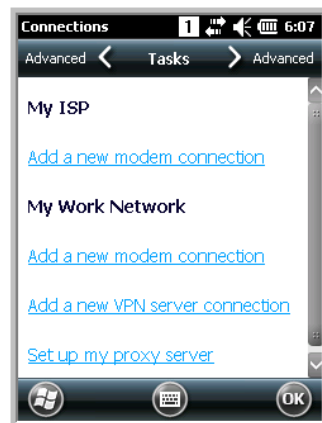 Connections 1 6:07
Advanced Tasks Advanced
My ISP
Add a new modem connection
My Work Network
Add a new modem connection
Add a new VPN server connection
Set up my proxy server
OK